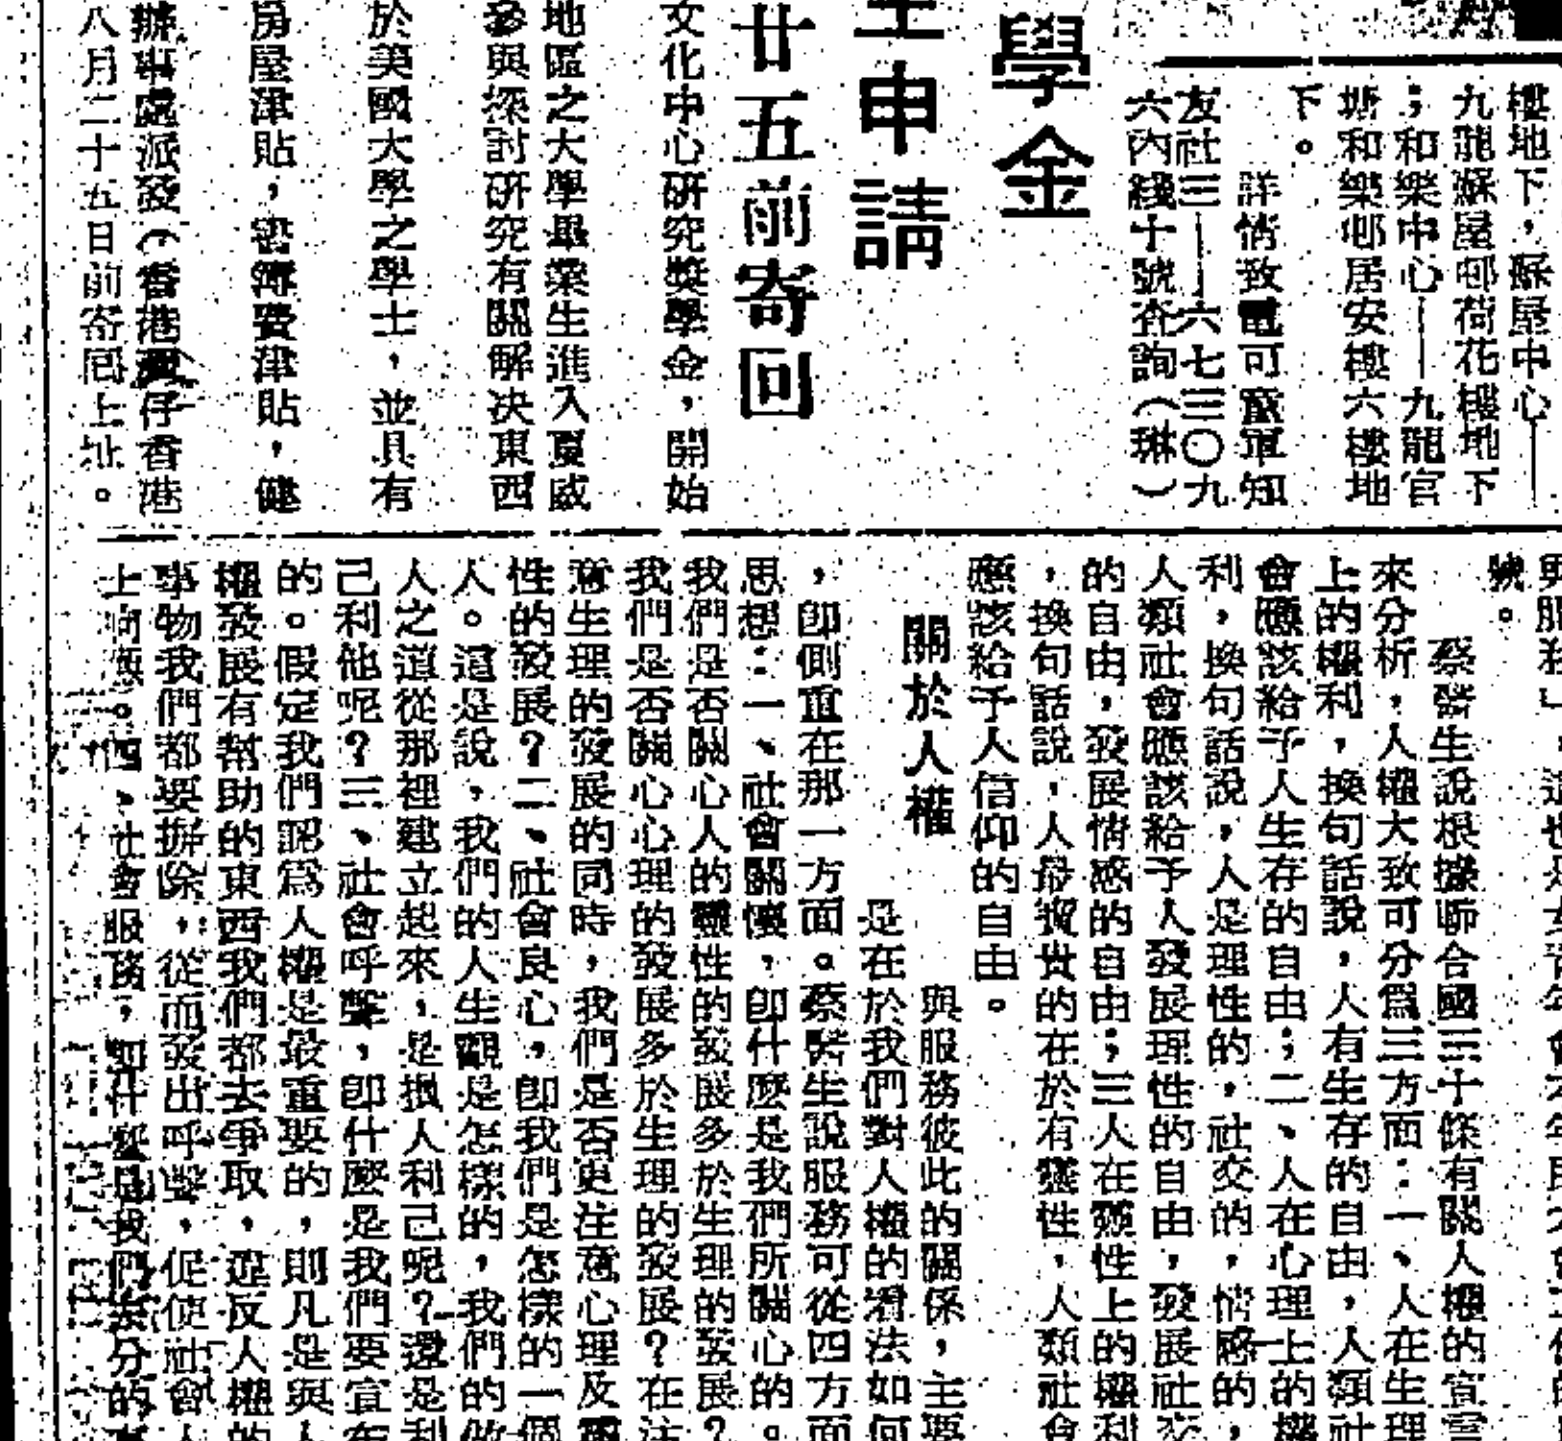 樓地下，蘇屋中心——
九龍蘇屋邨荷花樓地下
；和樂中心——九龍官
塘和樂邨居安樓六樓地
下。
詳情致電可童軍知
友社三——六七三〇九
六內綫十號查詢（琳）
學金
申請
廿五前寄回
文化中心研究獎學金，開始
地區之大學畢業生進入夏威
參與探討研究有關解决東西
於美國大學之學士，並具有
房屋津貼，書簿費津貼，健
辦事處派發（香港灣仔香港
八月二十五日前寄囘上址。
號。
蔡醫生說根據聯合國三十條有關人權的宣言
來分析，人權大致可分爲三方面：一、人在生理
上的權利，換句話說，人有生存的自由，人類社
會應該給予人生存的自由；二、人在心理上的權
利，換句話說，人是理性的，社交的，情感的，
人類社會應該給予人發展理性的自由，發展社交
的自由，發展情感的自由；三人在靈性上的權利
，換句話說，人最寶貴的在於有靈性，人類社會
應該給予人信仰的自由。
關於人權
與服務彼此的關係，主要
是在於我們對人權的看法如何
，卽側重在那一方面。蔡醫生說服務可從四方面
思想：一、社會關懷，卽什麽是我們所關心的。
我們是否關心人的靈性的發展多於生理的發展？
我們是否關心心理的發展多於生理的發展？在注
意生理的發展的同時，我們是否更注意心理及靈
性的發展？二、社會良心，卽我們是怎樣的一個
人。這是說，我們的人生觀是怎樣的，我們的做
人之道從那裡建立起來，是損人利己呢？還是利
己利他呢？三、社會呼聲，卽什麽是我們要宣布
的。假定我們認爲人權是最重要的，則凡是與人
權發展有幫助的東西我們都去爭取，違反人權的
事物我們都要摒除，從而發出呼聲，促使社會人
四、社會服務，卽什麽是我們去分的